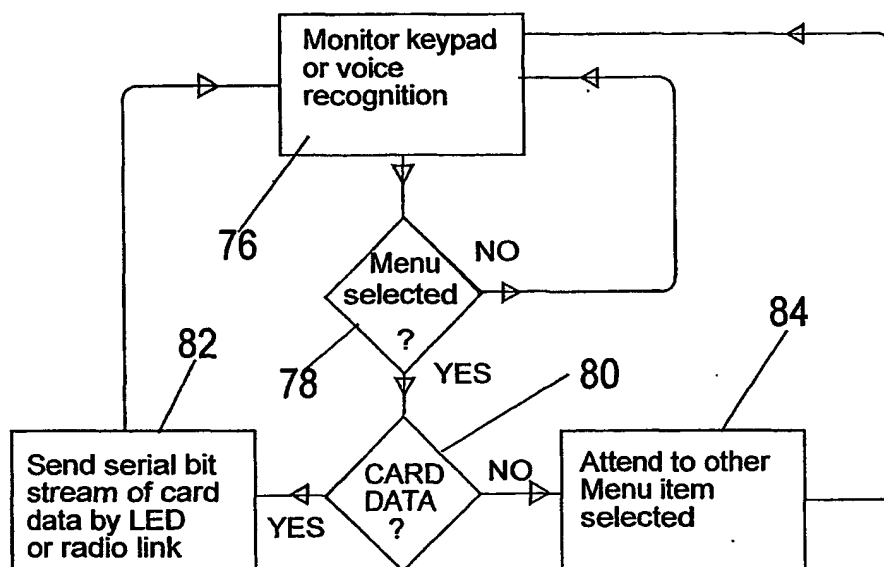 Monitor keypad
or voice
recognition
76
Menu
selected
?
NO
78
YES
80
82
84
Send serial bit
stream of card
data by LED
or radio link
YES
CARD
DATA
?
NO
Attend to other
Menu item
selected